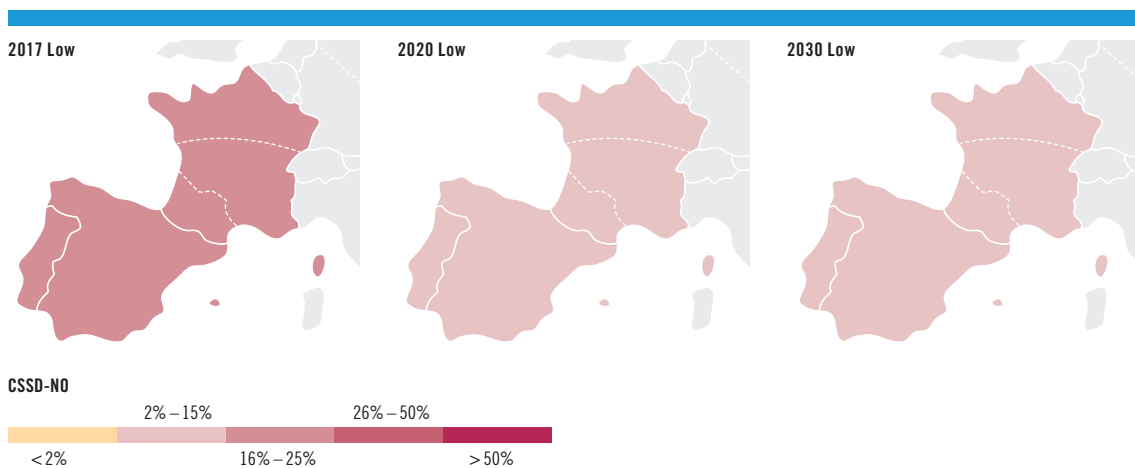 2017 Low
2020 Low
2030 Low
CSSD-NO
2% – 15%
26% – 50%
< 2%
16% – 25%
> 50%